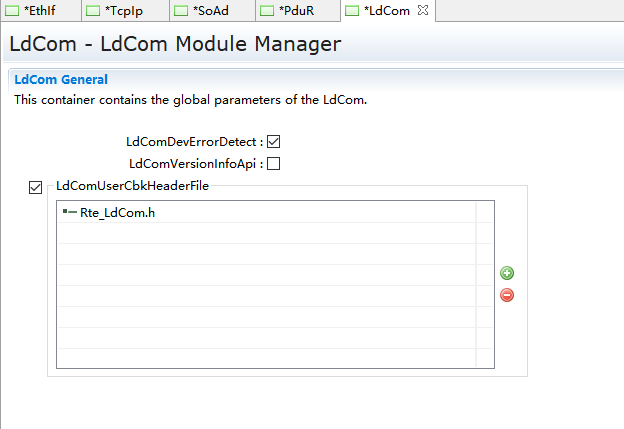 *EthIf
*TcpIp
*SoAd
*PduR
*LdCom
LdCom - LdCom Module Manager
LdCom General
This container contains the global parameters of the LdCom.
LdComDevErrorDetect :
LdComVersionInfoApi :
LdComUserCbkHeaderFile
Rte_LdCom.h